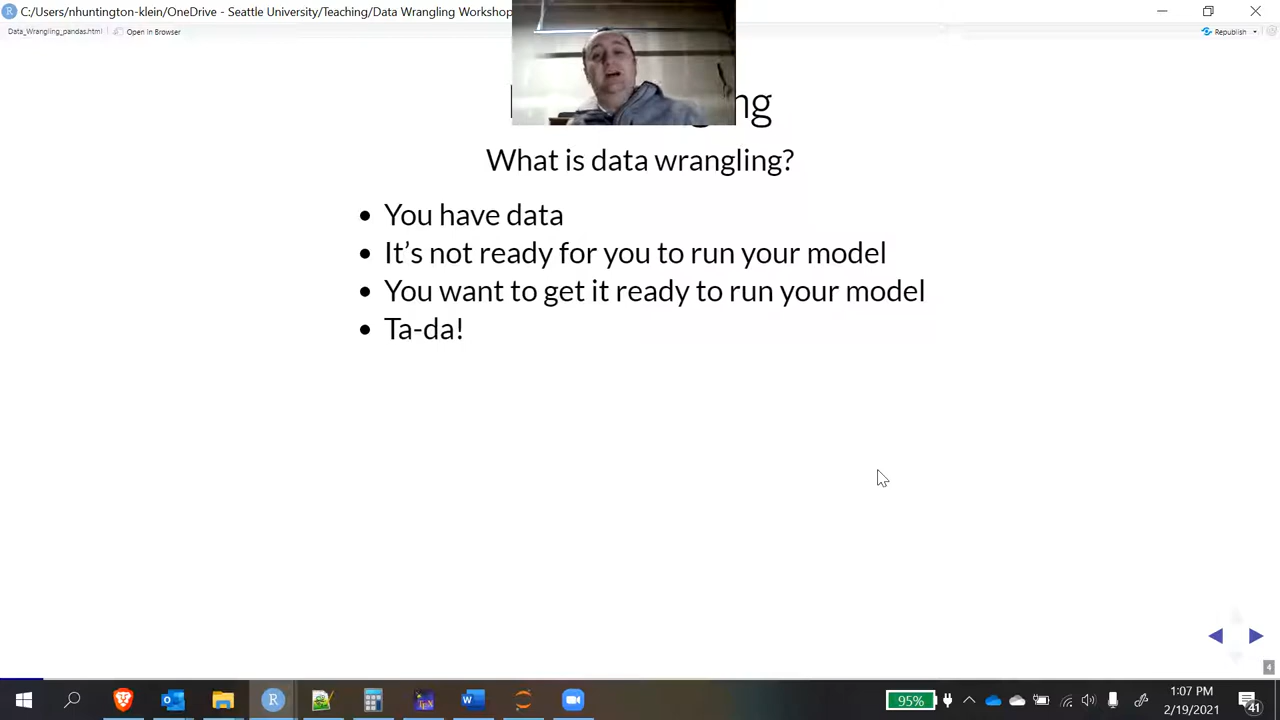 C:/Users/nhuntington-klein/OneDrive - Seattle University/Teaching/Data Wrangling Workshop
Data_Wrangling_pandas.html
Open in Browser
Republish
ng
What is data wrangling?
• You have data
• It’s not ready for you to run your model
• You want to get it ready to run your model
• Ta-da!
4
95%
1:07 PM
2/19/2021
41